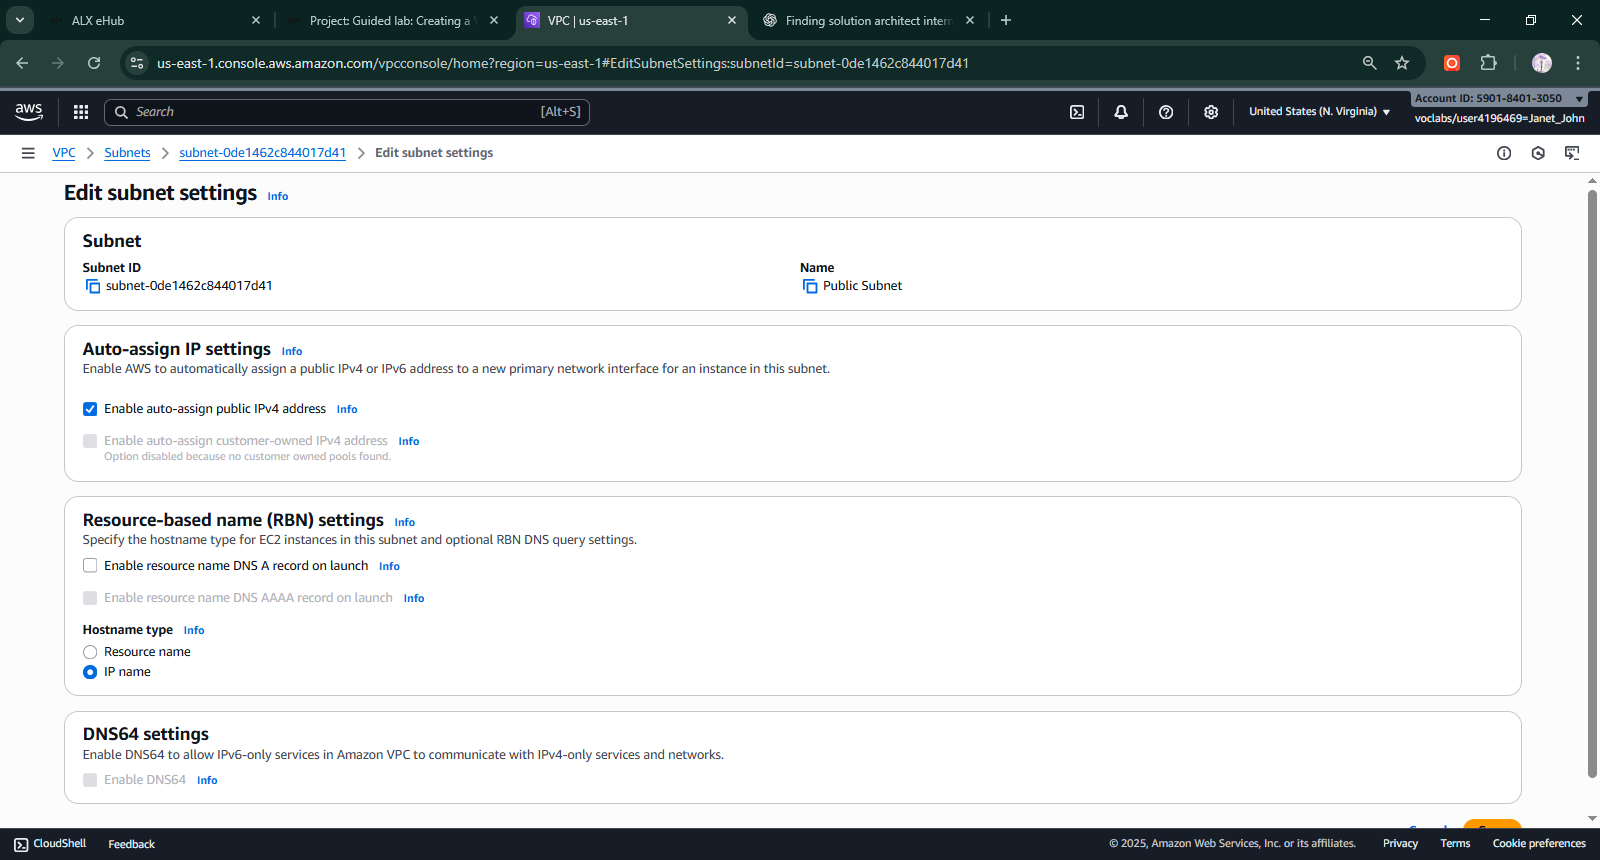 ALX eHub
Project: Guided lab: Creating a
VPC | us-east-1
Finding solution architect intern
us-east-1.console.aws.amazon.com/vpcconsole/home?region=us-east-1#EditSubnetSettings:subnetId=subnet-0de1462c844017d41
aws
Search
[Alt+S]
United States (N. Virginia)
Account ID: 5901-8401-3050
voclabs/user4196469=Janet_John
VPC
Subnets
subnet-0de1462c844017d41
Edit subnet settings
Edit subnet settings Info
Subnet
Subnet ID
subnet-0de1462c844017d41
Name
Public Subnet
Auto-assign IP settings Info
Enable AWS to automatically assign a public IPv4 or IPv6 address to a new primary network interface for an instance in this subnet.
Enable auto-assign public IPv4 address Info
Enable auto-assign customer-owned IPv4 address Info
Option disabled because no customer owned pools found.
Resource-based name (RBN) settings Info
Specify the hostname type for EC2 instances in this subnet and optional RBN DNS query settings.
Enable resource name DNS A record on launch Info
Enable resource name DNS AAAA record on launch Info
Hostname type Info
Resource name
IP name
DNS64 settings
Enable DNS64 to allow IPv6-only services in Amazon VPC to communicate with IPv4-only services and networks.
Enable DNS64 Info
CloudShell
Feedback
© 2025, Amazon Web Services, Inc. or its affiliates.
Privacy
Terms
Cookie preferences